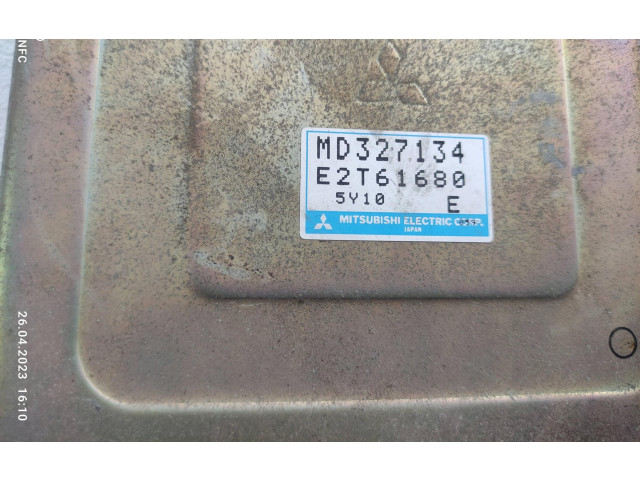 MD327134
E2T61680
5Y10 E
MITSUBISHI ELECTRIC CORP.
JAPAN
26.04.2023 16:10
NFC